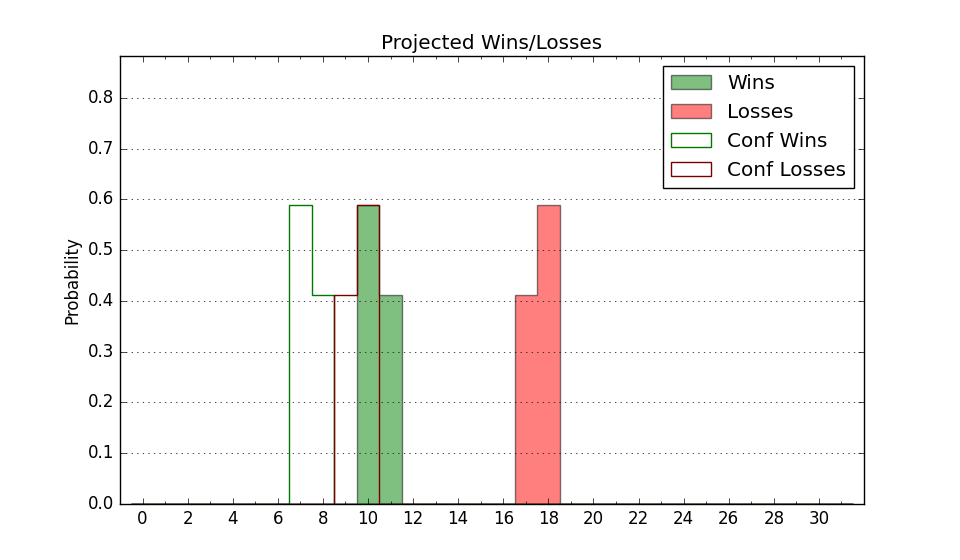 Projected Wins/Losses
Wins
Losses
Conf Wins
Conf Losses
Probability
0.8
0.7
0.6
0.5
0.4
0.3
0.2
0.1
0.0
0 2 4 6 8 10 12 14 16 18 20 22 24 26 28 30